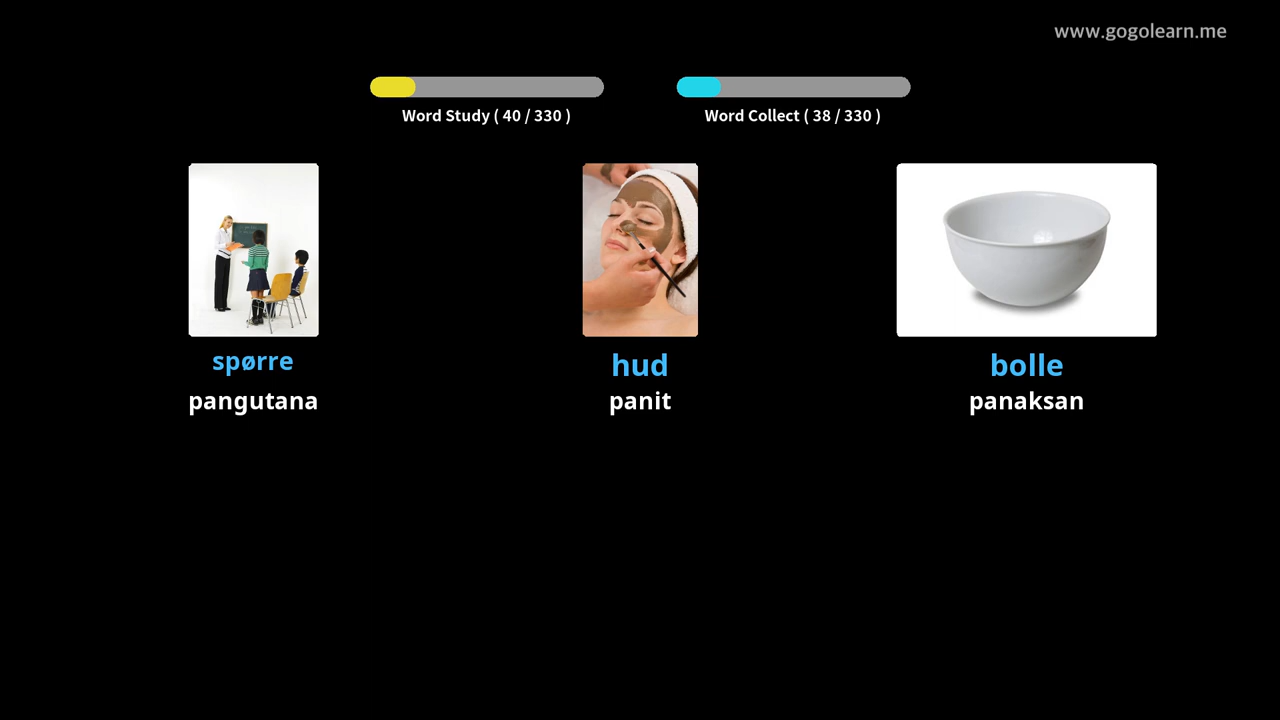 www.gogolearn.me
Word Study ( 40 / 330 )
Word Collect ( 38 / 330 )
spørre
hud
bolle
pangutana
panit
panaksan